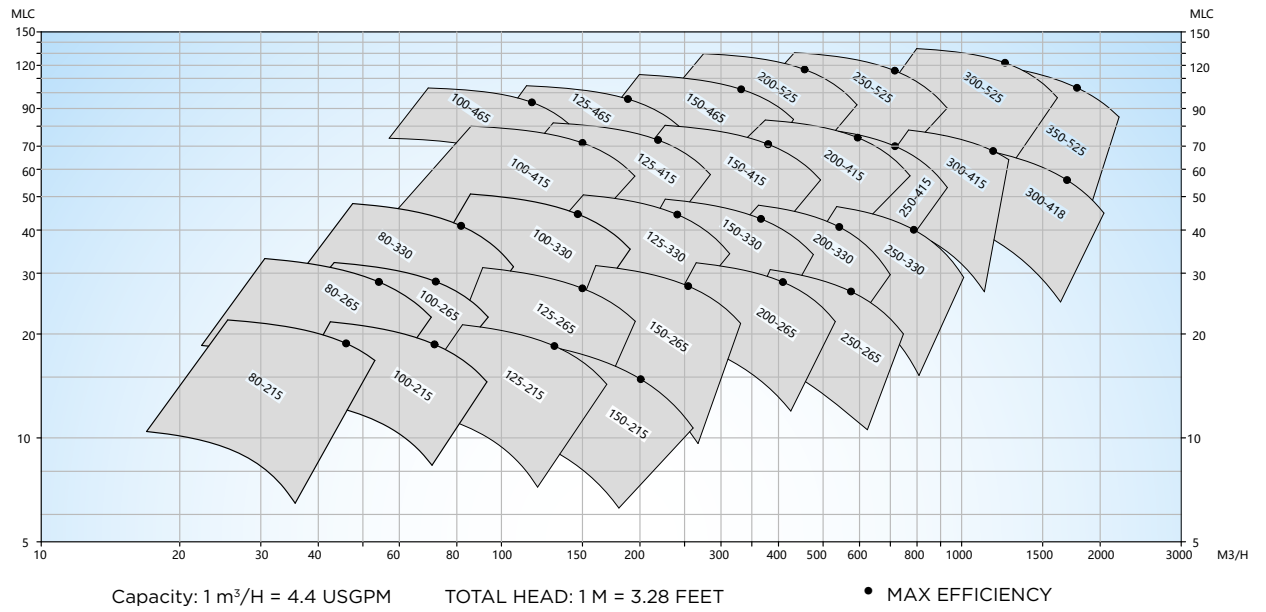 MLC MLC
150 150
120 120
90 90
70 70
60 60
50 50
40 40
30 30
20 20
10 10
5 5
100-465 125-465 150-465 200-525 250-525 300-525 350-525
100-415 125-415 150-415 200-415 250-415 300-415 300-418
80-330 100-330 125-330 150-330 200-330 250-330
80-265 100-265 125-265 150-265 200-265 250-265
80-215 100-215 125-215 150-215
10 20 30 40 60 80 100 150 200 300 400 500 600 800 1000 1500 2000 3000 M3/H
Capacity: 1 m³/H = 4.4 USGPM TOTAL HEAD: 1 M = 3.28 FEET • MAX EFFICIENCY